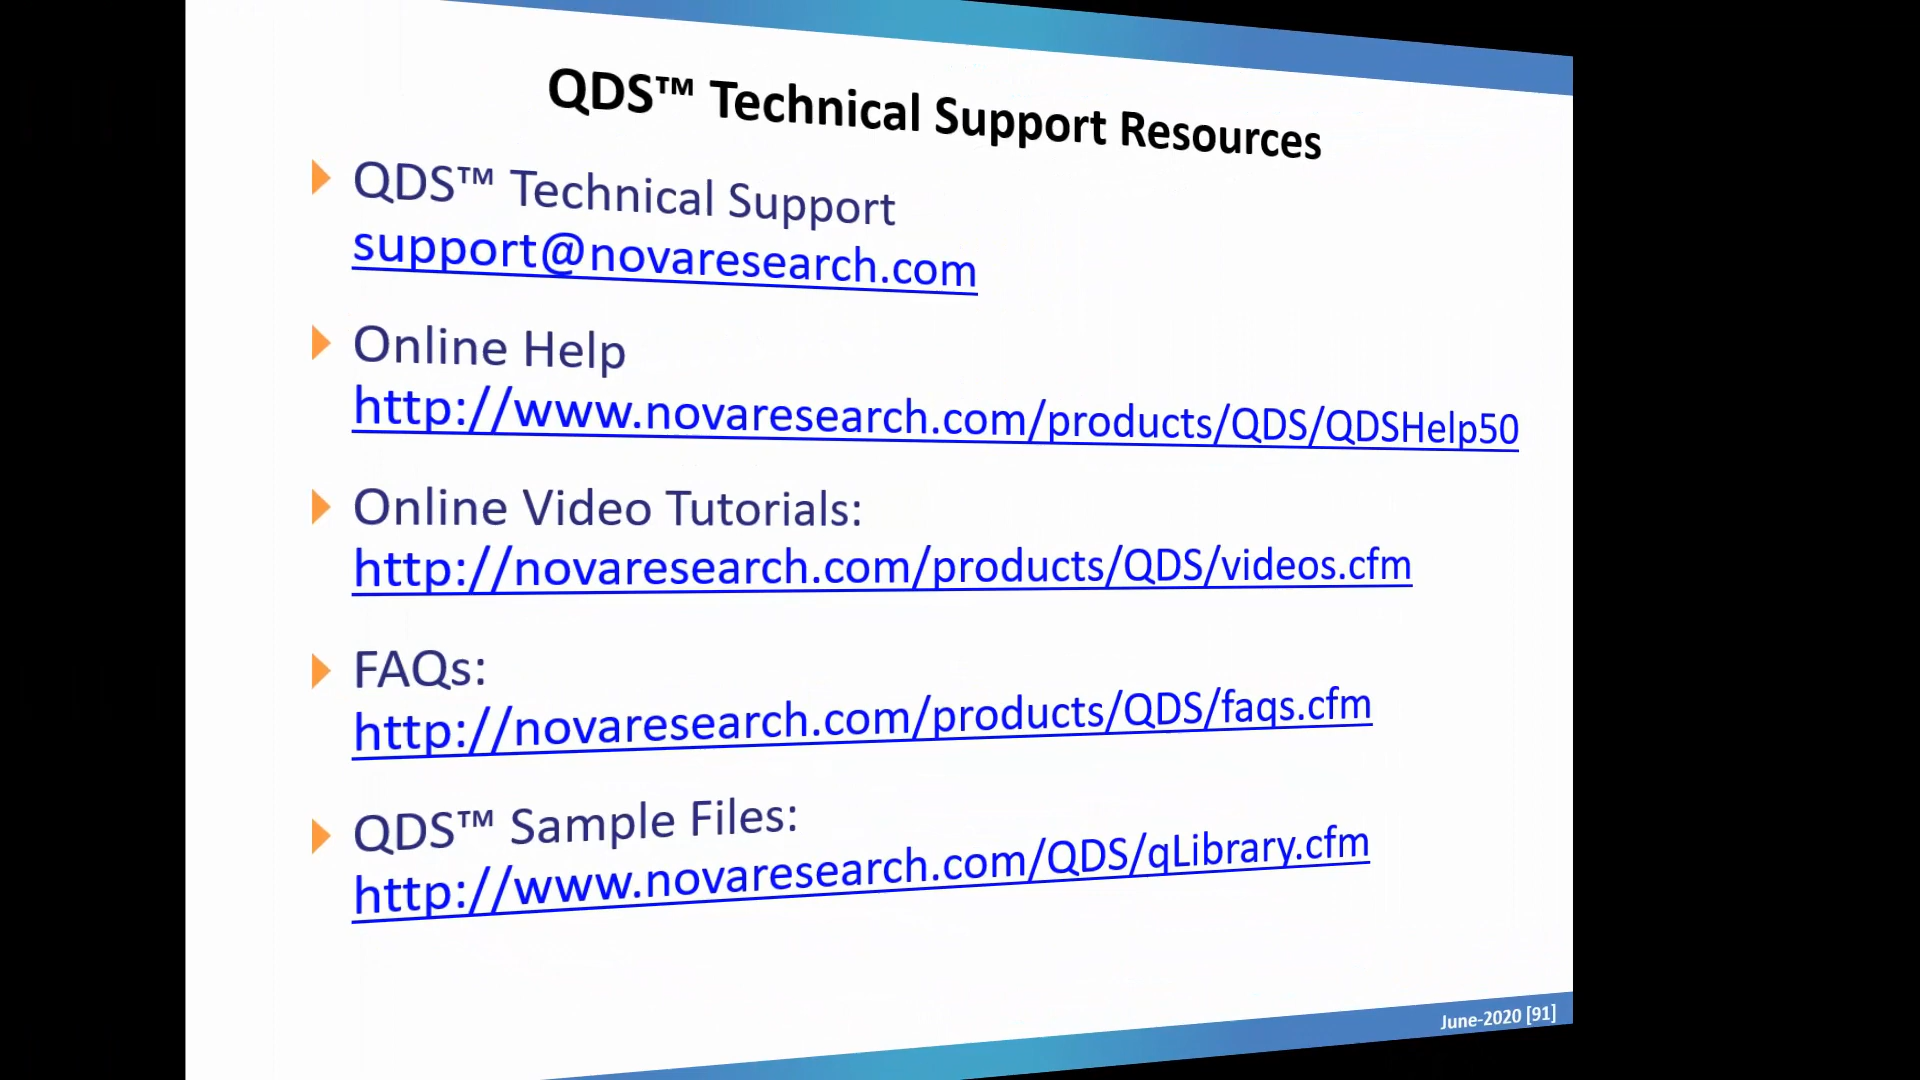 QDS™ Technical Support Resources
QDS™ Technical Support
support@novaresearch.com
Online Help
http://www.novaresearch.com/products/QDS/QDSHelp50
Online Video Tutorials:
http://novaresearch.com/products/QDS/videos.cfm
FAQs:
http://novaresearch.com/products/QDS/faqs.cfm
QDS™ Sample Files:
http://www.novaresearch.com/QDS/qLibrary.cfm
June-2020 [91]